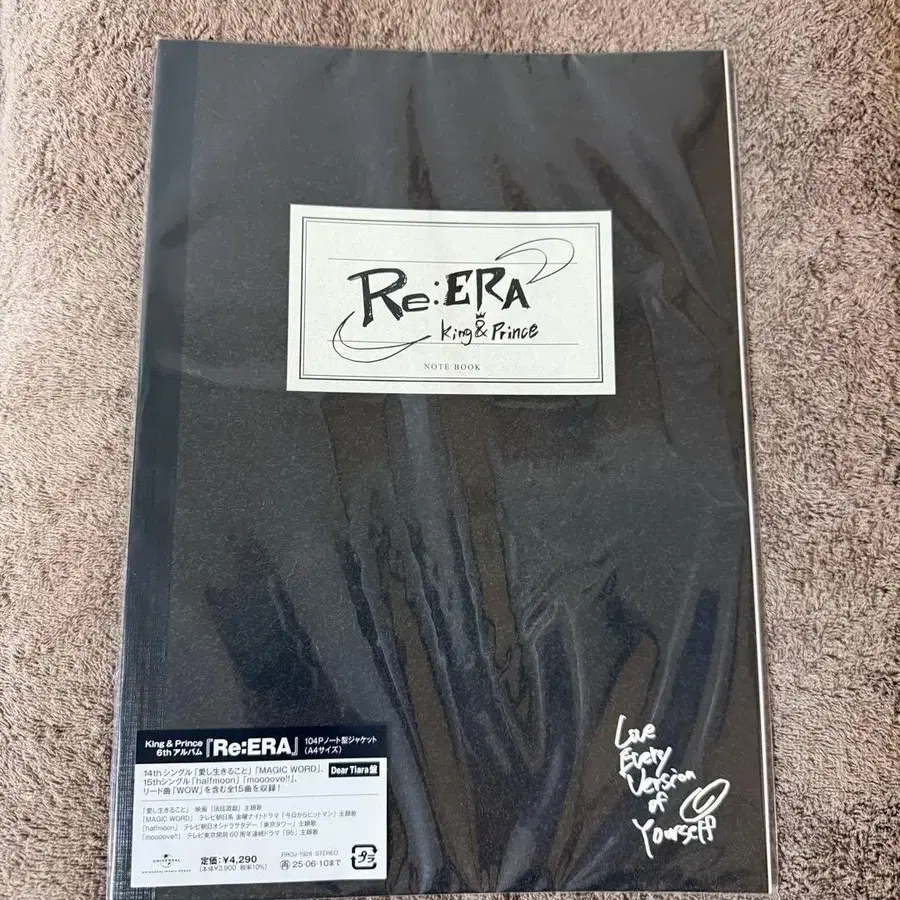 Re:ERA
King & Prince
NOTE BOOK
Love
Every
Version
of
Yourself
King & Prince
6thアルバム『Re:ERA』 104Pノート型ジャケット
(A4サイズ)
14thシングル「愛し生きること」「MAGIC WORD」、
15thシングル「halfmoon」「moooove!!」、
リード曲「WOW」を含む全15曲を収録！
Dear Tiara盤
「愛し生きること」 映画「法廷遊戯」主題歌
「MAGIC WORD」 テレビ朝日系 金曜ナイトドラマ「今日からヒットマン」主題歌
「halfmoon」 テレビ朝日オシドラサタデー「東京タワー」主題歌
「moooove!!」 テレビ東京開局60周年連続ドラマ「95」主題歌
UNIVERSAL
UNIVERSAL MUSIC GROUP
定価:¥4,290
(本体¥3,900 税率10%)
PROJ-1926 STEREO
再 25·06·10まで
プラ